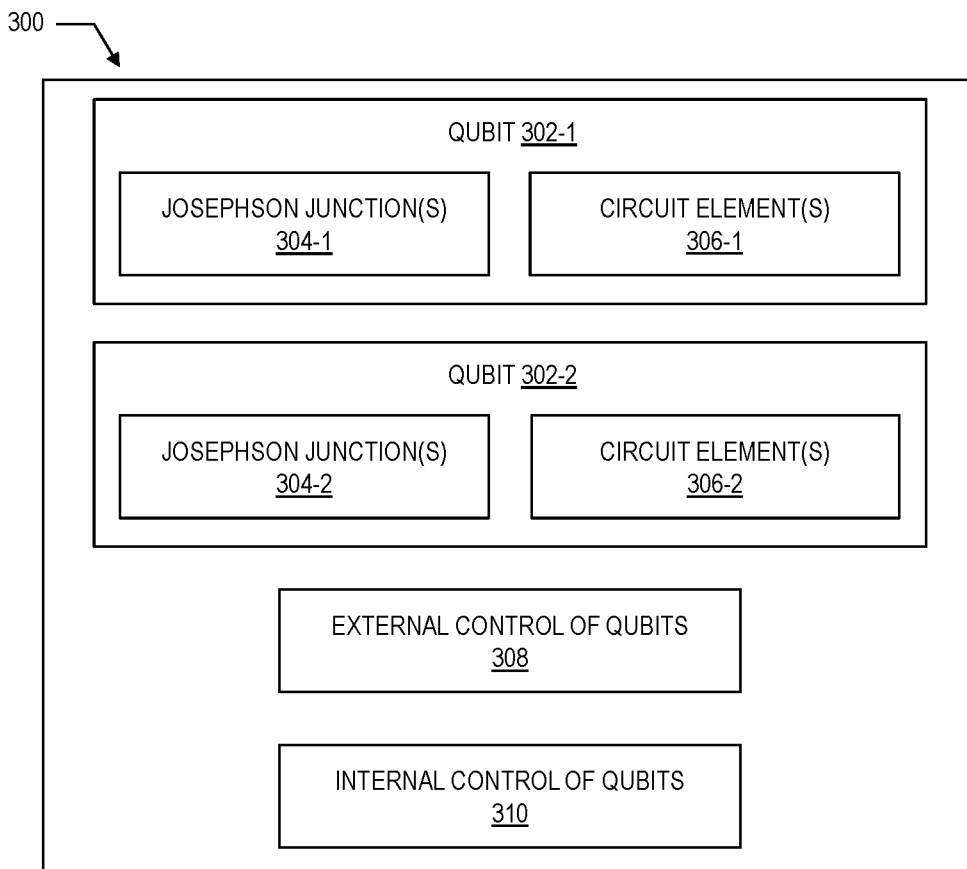 300
QUBIT 302-1
JOSEPHSON JUNCTION(S)
304-1
CIRCUIT ELEMENT(S)
306-1
QUBIT 302-2
JOSEPHSON JUNCTION(S)
304-2
CIRCUIT ELEMENT(S)
306-2
EXTERNAL CONTROL OF QUBITS
308
INTERNAL CONTROL OF QUBITS
310